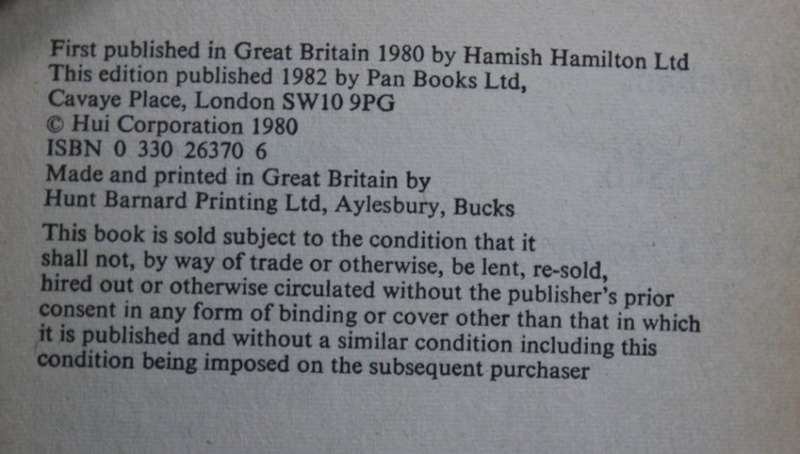 First published in Great Britain 1980 by Hamish Hamilton Ltd
This edition published 1982 by Pan Books Ltd,
Cavaye Place, London SW10 9PG
© Hui Corporation 1980
ISBN 0 330 26370 6
Made and printed in Great Britain by
Hunt Barnard Printing Ltd, Aylesbury, Bucks
This book is sold subject to the condition that it
shall not, by way of trade or otherwise, be lent, re-sold,
hired out or otherwise circulated without the publisher's prior
consent in any form of binding or cover other than that in which
it is published and without a similar condition including this
condition being imposed on the subsequent purchaser